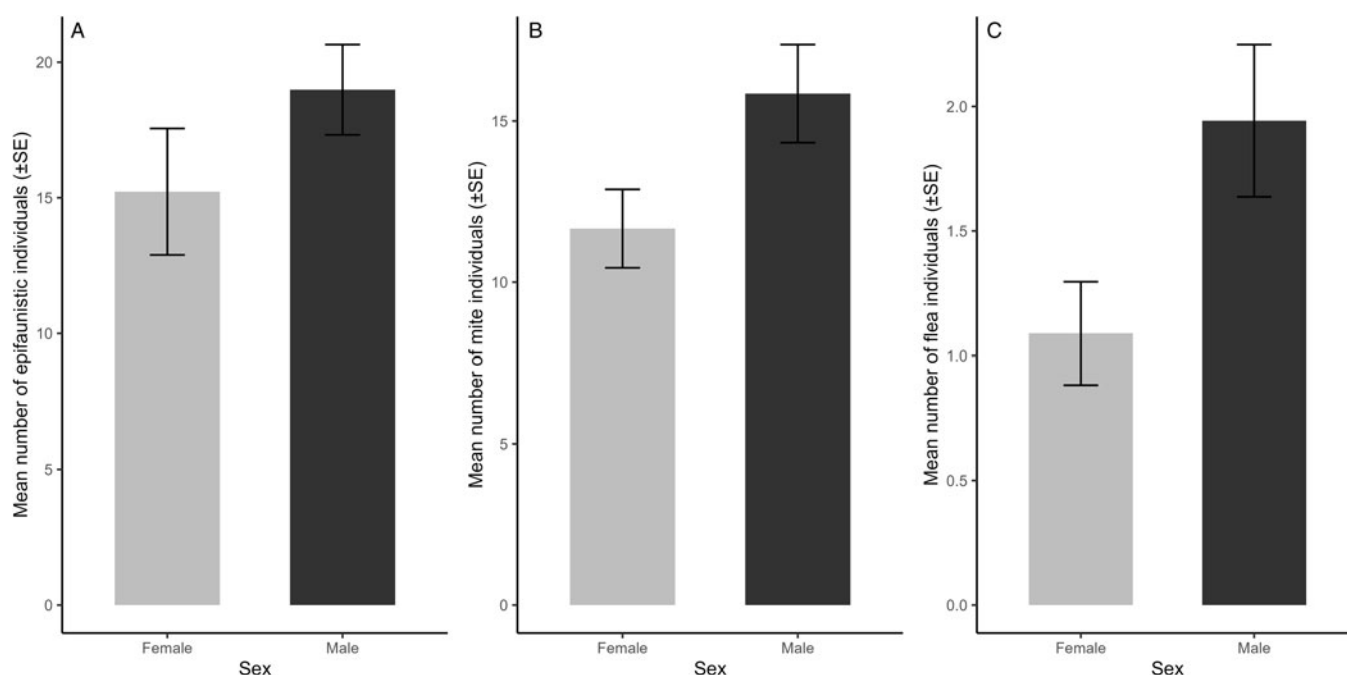 A
Mean number of epifaunistic individuals (±SE)
20
15
10
5
0
Female
Male
Sex
B
Mean number of mite individuals (±SE)
15
10
5
0
Female
Male
Sex
C
Mean number of flea individuals (±SE)
2.0
1.5
1.0
0.5
0.0
Female
Male
Sex